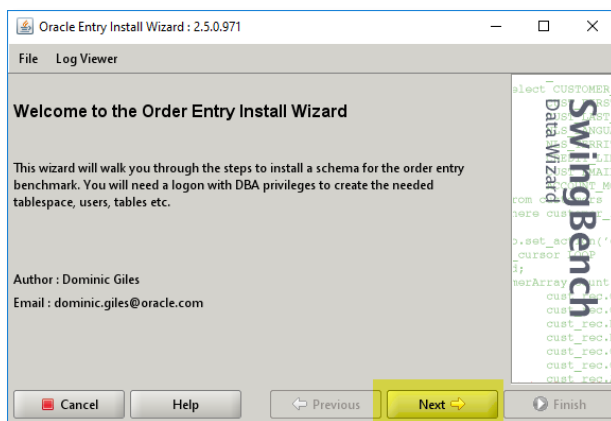 Oracle Entry Install Wizard : 2.5.0.971
File Log Viewer
Welcome to the Order Entry Install Wizard
This wizard will walk you through the steps to install a schema for the order entry
benchmark. You will need a logon with DBA privileges to create the needed
tablespace, users, tables etc.
Author : Dominic Giles
Email : dominic.giles@oracle.com
SwingBench
Data Wizard
Cancel
Help
Previous
Next
Finish